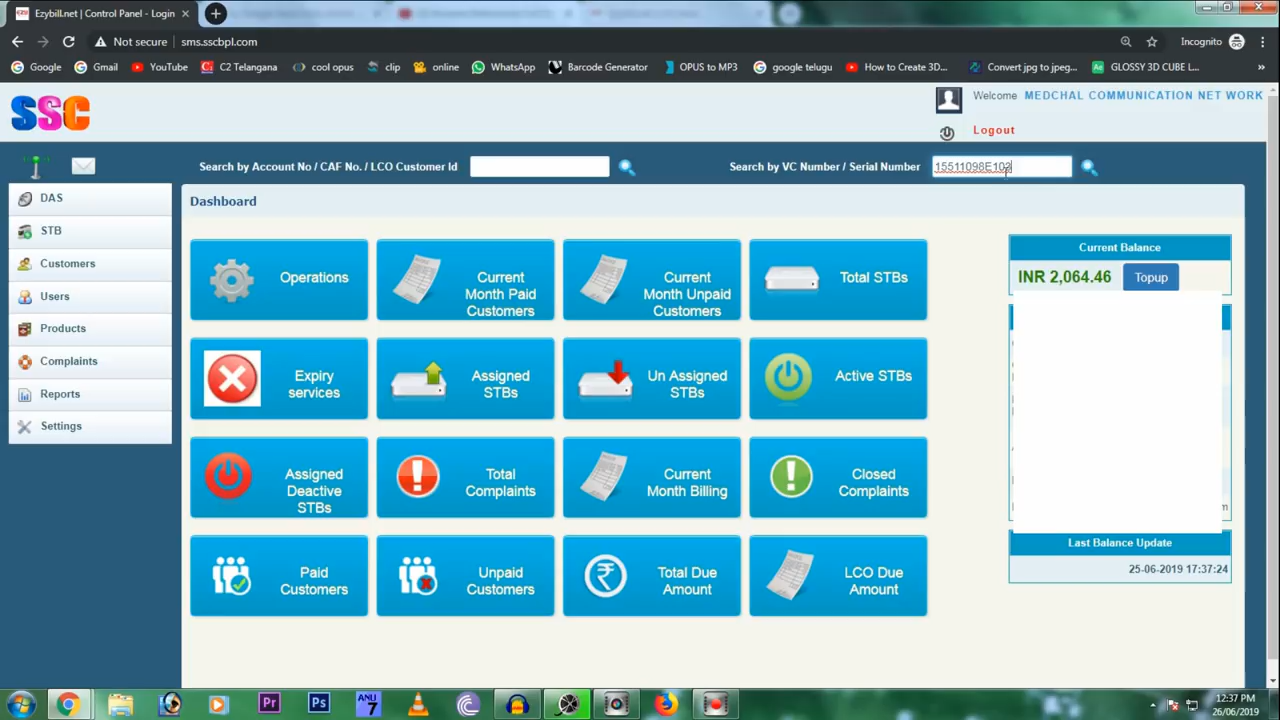 Ezybill.net | Control Panel - Login
Not secure | sms.sscbpl.com
Incognito
Google Gmail YouTube C2 Telangana cool opus clip online WhatsApp Barcode Generator OPUS to MP3 google telugu How to Create 3D... Convert jpg to jpeg... GLOSSY 3D CUBE L... »
SSC
Welcome MEDCHAL COMMUNICATION NET WORK
Logout
Search by Account No / CAF No. / LCO Customer Id
Search by VC Number / Serial Number 15511098E102
DAS
STB
Customers
Users
Products
Complaints
Reports
Settings
Dashboard
Operations
Current
Month Paid
Customers
Current
Month Unpaid
Customers
Total STBs
Expiry
services
Assigned
STBs
Un Assigned
STBs
Active STBs
Assigned
Deactive
STBs
Total
Complaints
Current
Month Billing
Closed
Complaints
Paid
Customers
Unpaid
Customers
Total Due
Amount
LCO Due
Amount
Current Balance
INR 2,064.46 Topup
Last Balance Update
25-06-2019 17:37:24
Pr Ps ANU 7
12:37 PM
26/06/2019